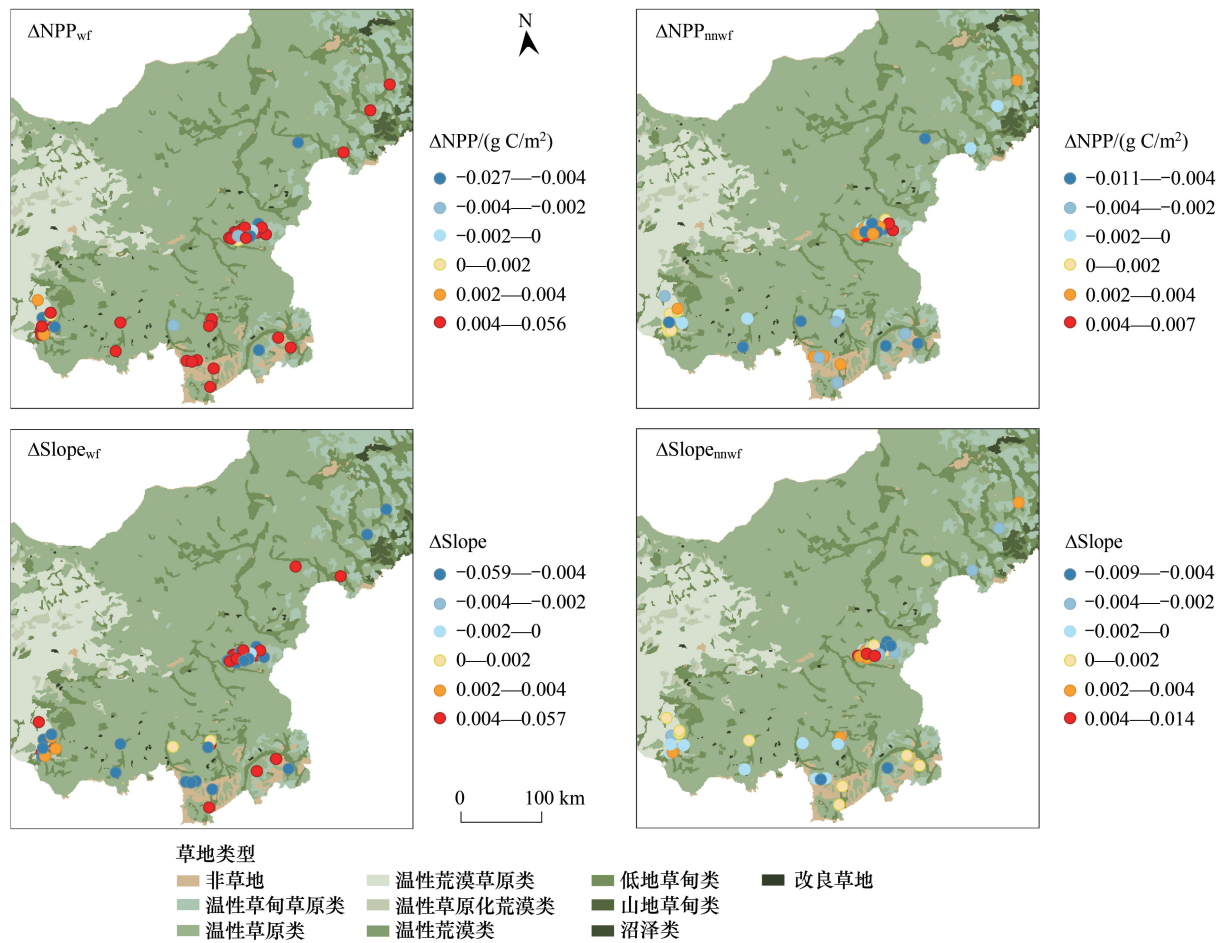 ΔNPPwf
N
ΔNPPnnwf
ΔNPP/(g C/m²)
−0.027—−0.004
−0.004—−0.002
−0.002—0
0—0.002
0.002—0.004
0.004—0.056
ΔNPP/(g C/m²)
−0.011—−0.004
−0.004—−0.002
−0.002—0
0—0.002
0.002—0.004
0.004—0.007
ΔSlopewf
ΔSlopennwf
ΔSlope
−0.059—−0.004
−0.004—−0.002
−0.002—0
0—0.002
0.002—0.004
0.004—0.057
ΔSlope
−0.009—−0.004
−0.004—−0.002
−0.002—0
0—0.002
0.002—0.004
0.004—0.014
0 100 km
草地类型
非草地 温性荒漠草原类 低地草甸类 改良草地
温性草甸草原类 温性草原化荒漠类 山地草甸类
温性草原类 温性荒漠类 沼泽类